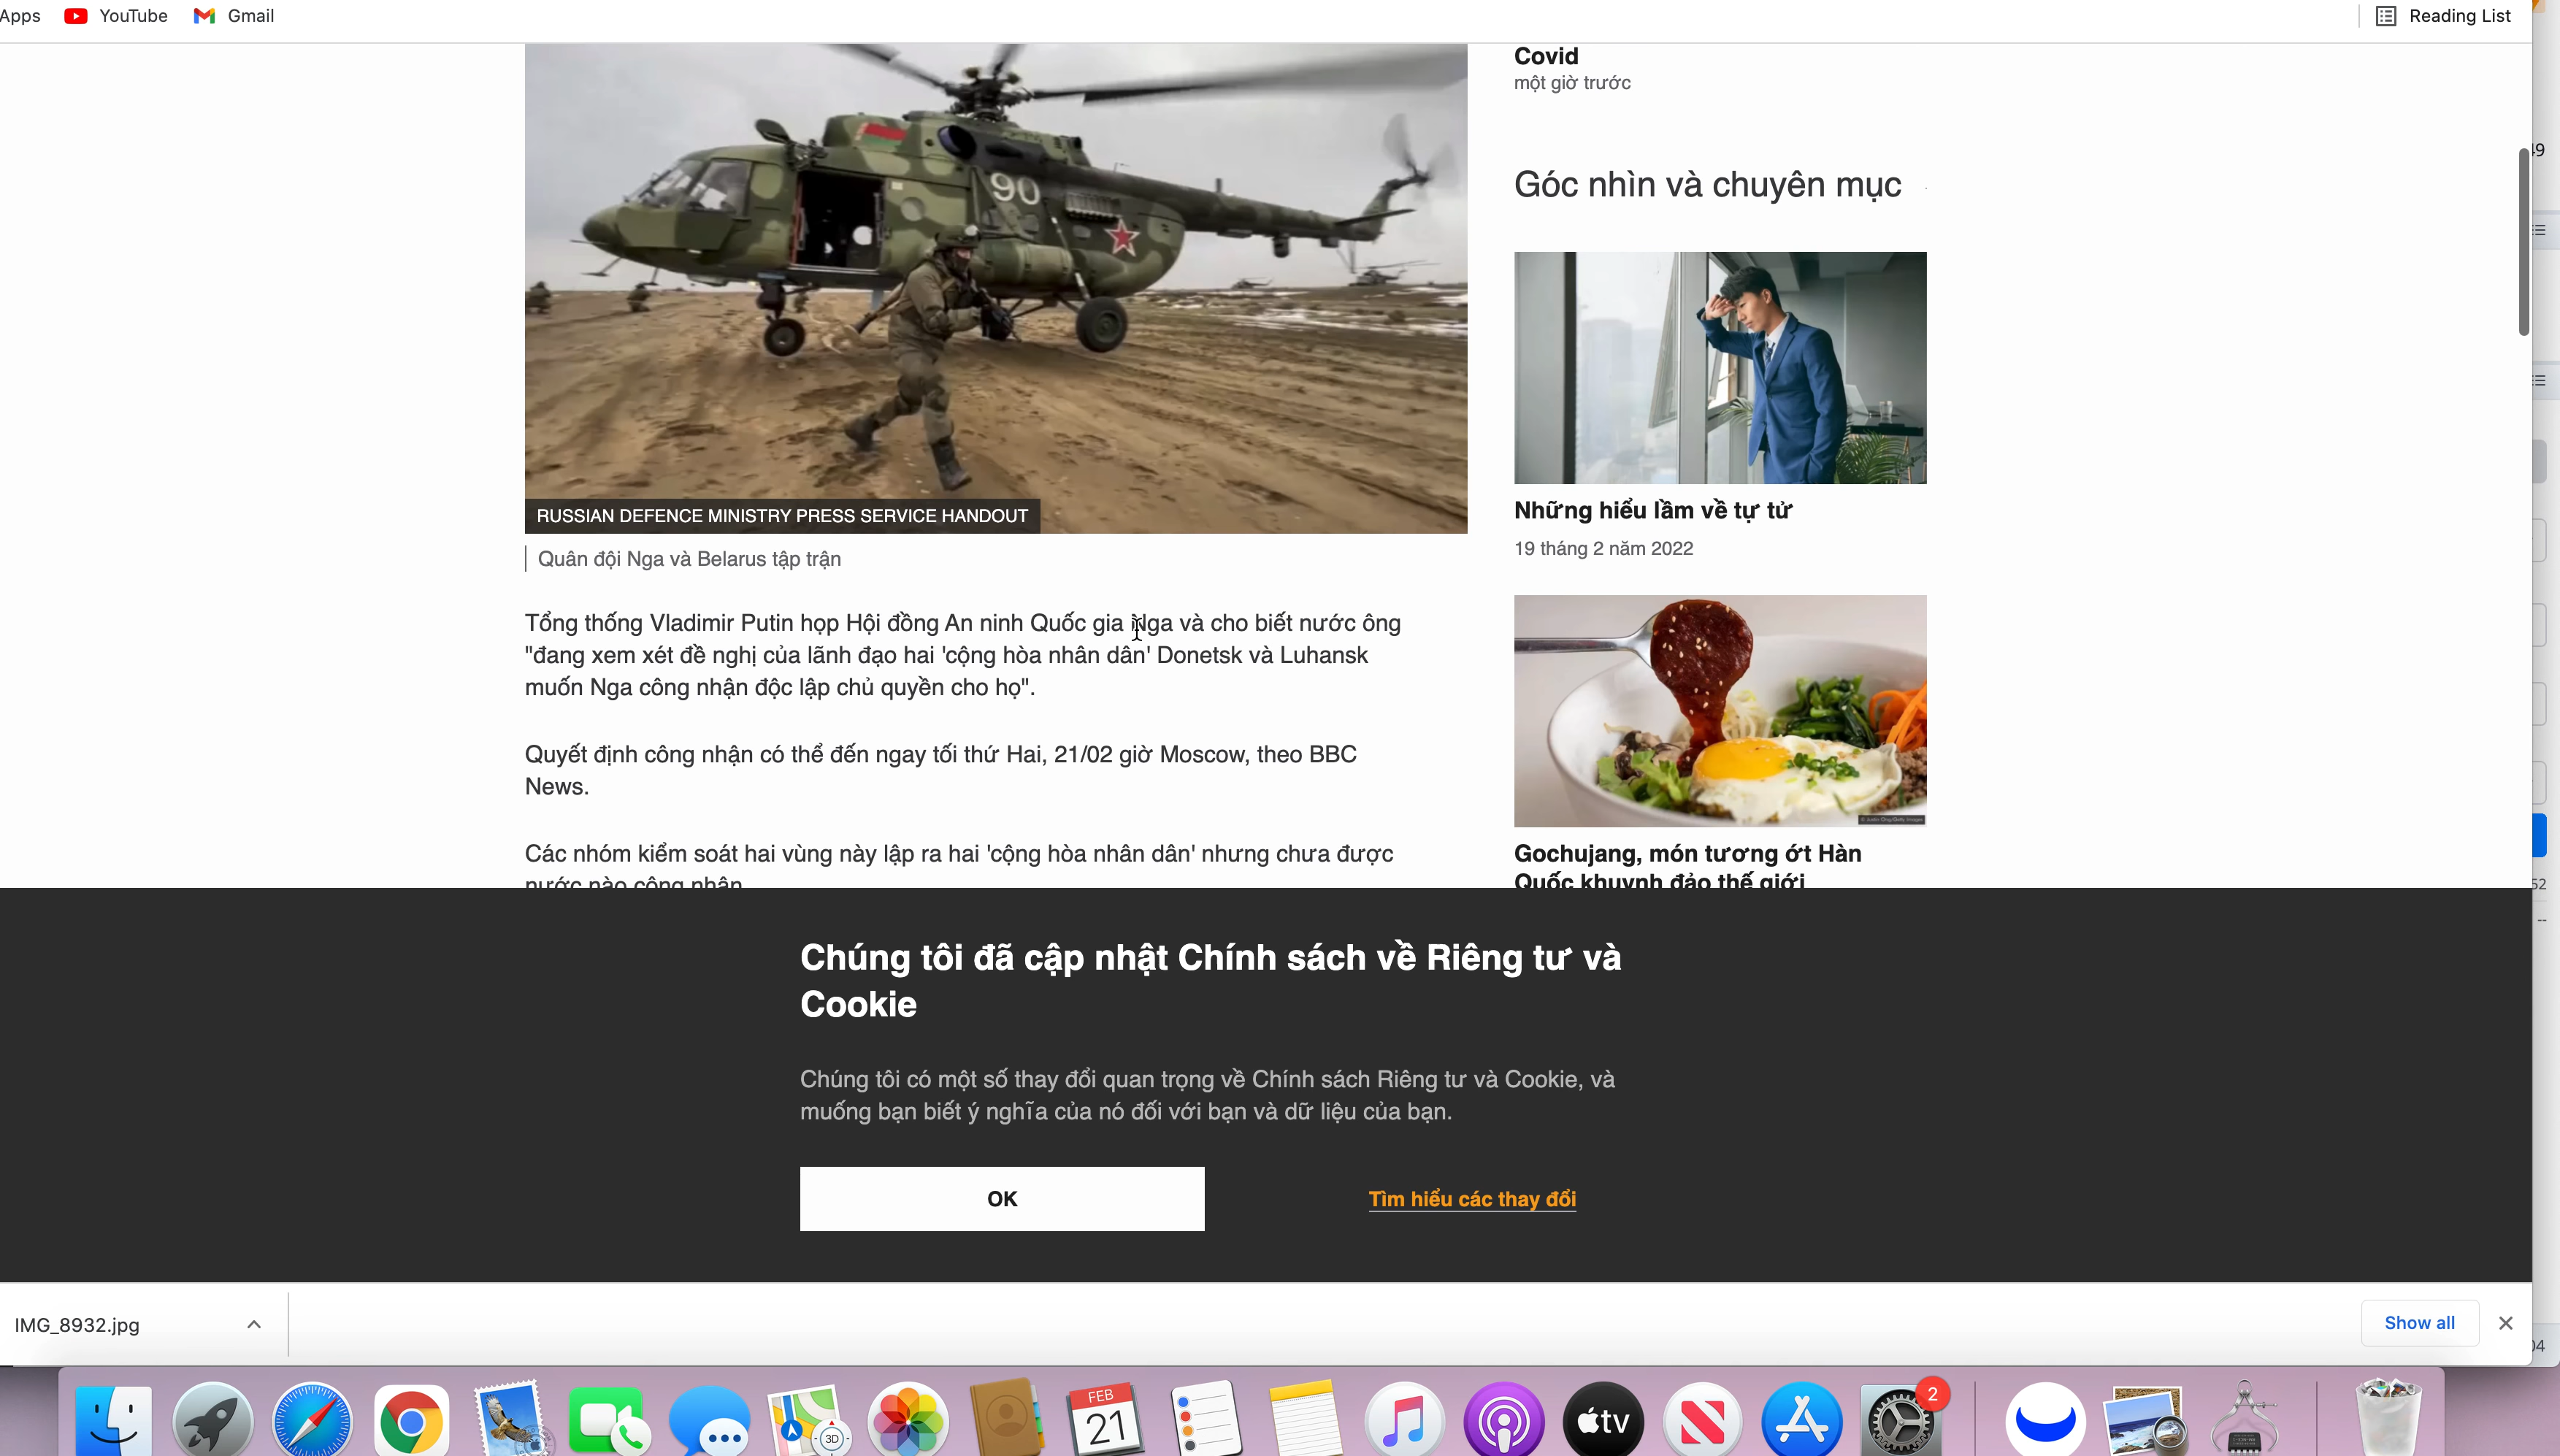 Apps YouTube Gmail Reading List
RUSSIAN DEFENCE MINISTRY PRESS SERVICE HANDOUT
Quân đội Nga và Belarus tập trận
Tổng thống Vladimir Putin họp Hội đồng An ninh Quốc gia Nga và cho biết nước ông
"đang xem xét đề nghị của lãnh đạo hai 'cộng hòa nhân dân' Donetsk và Luhansk
muốn Nga công nhận độc lập chủ quyền cho họ".
Quyết định công nhận có thể đến ngay tối thứ Hai, 21/02 giờ Moscow, theo BBC
News.
Các nhóm kiểm soát hai vùng này lập ra hai 'cộng hòa nhân dân' nhưng chưa được
nước nào công nhận
Covid
một giờ trước
Góc nhìn và chuyên mục
Những hiểu lầm về tự tử
19 tháng 2 năm 2022
Gochujang, món tương ớt Hàn
Quốc khuynh đảo thế giới
90
Chúng tôi đã cập nhật Chính sách về Riêng tư và
Cookie
Chúng tôi có một số thay đổi quan trọng về Chính sách Riêng tư và Cookie, và
muống bạn biết ý nghĩa của nó đối với bạn và dữ liệu của bạn.
OK
Tìm hiểu các thay đổi
IMG_8932.jpg
Show all
3D
FEB
21
tv
2